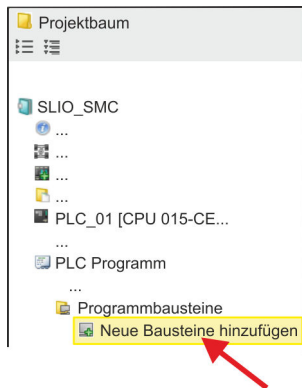 Projektbaum
SLIO_SMC
...
...
...
...
PLC_01 [CPU 015-CE...
...
PLC Programm
...
Programmbausteine
Neue Bausteine hinzufügen